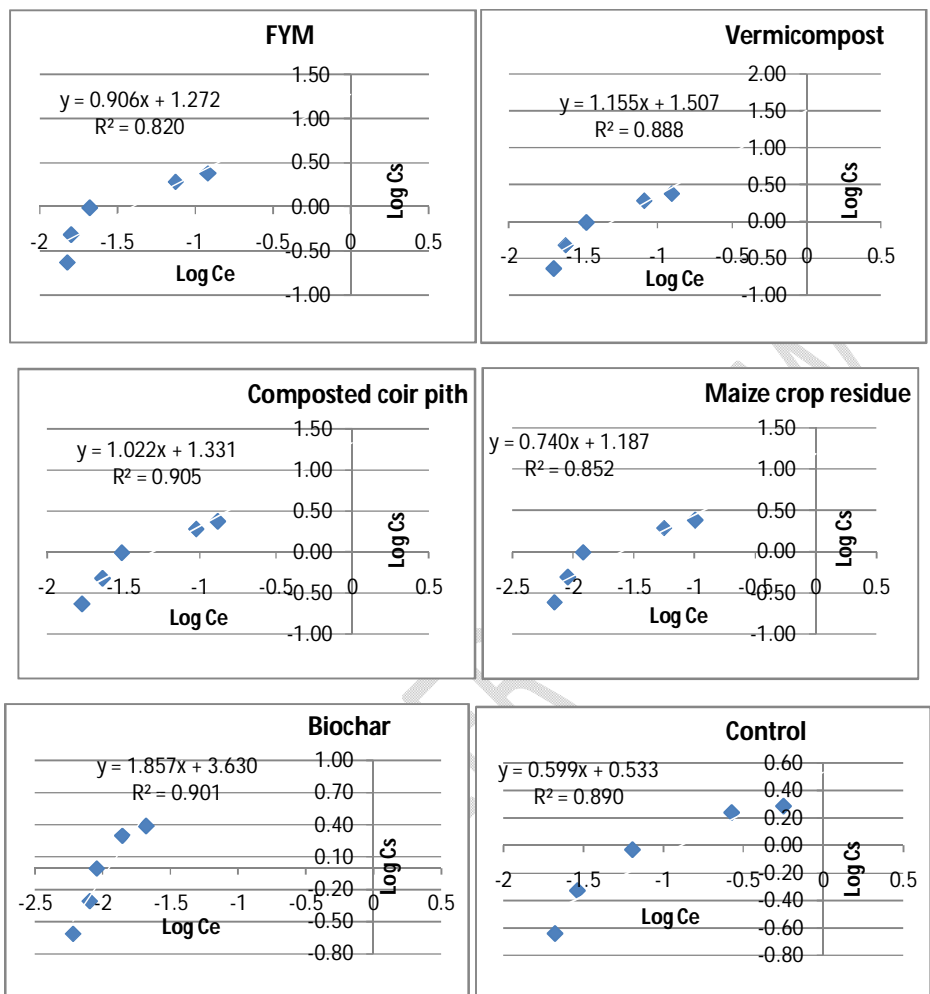 FYM
1.50
y = 0.906x + 1.272
1.00
R² = 0.820
0.50
Log Cs
0.00
-2 -1.5 -1 -0.5 0 0.5
-0.50
Log Ce
-1.00
Vermicompost
2.00
y = 1.155x + 1.507
1.50
R² = 0.888
1.00
0.50
Log Cs
0.00
-2 -1.5 -1 -0.5 0 0.5
-0.50
Log Ce
-1.00
Composted coir pith
1.50
y = 1.022x + 1.331
1.00
R² = 0.905
0.50
Log Cs
0.00
-2 -1.5 -1 -0.5 0 0.5
-0.50
Log Ce
-1.00
Maize crop residue
1.50
y = 0.740x + 1.187
1.00
R² = 0.852
0.50
Log Cs
0.00
-2.5 -2 -1.5 -1 -0.5 0 0.5
-0.50
Log Ce
-1.00
Biochar
1.00
y = 1.857x + 3.630
0.70
R² = 0.901
0.40
0.10
Log Cs
-0.20
-2.5 -2 -1.5 -1 -0.5 0 0.5
-0.50
Log Ce
-0.80
Control
0.60
y = 0.599x + 0.533
0.40
R² = 0.890
0.20
0.00
Log Cs
-0.20
-2 -1.5 -1 -0.5 0 0.5
-0.40
Log Ce
-0.60
-0.80